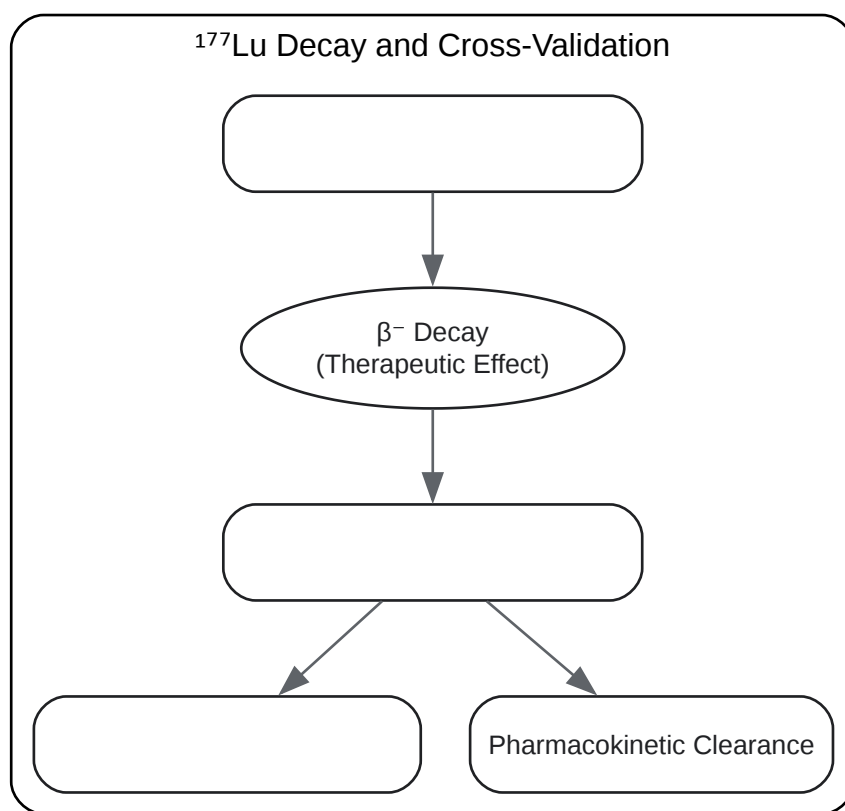 ¹⁷⁷Lu Decay and Cross-Validation
β⁻ Decay
(Therapeutic Effect)
Pharmacokinetic Clearance